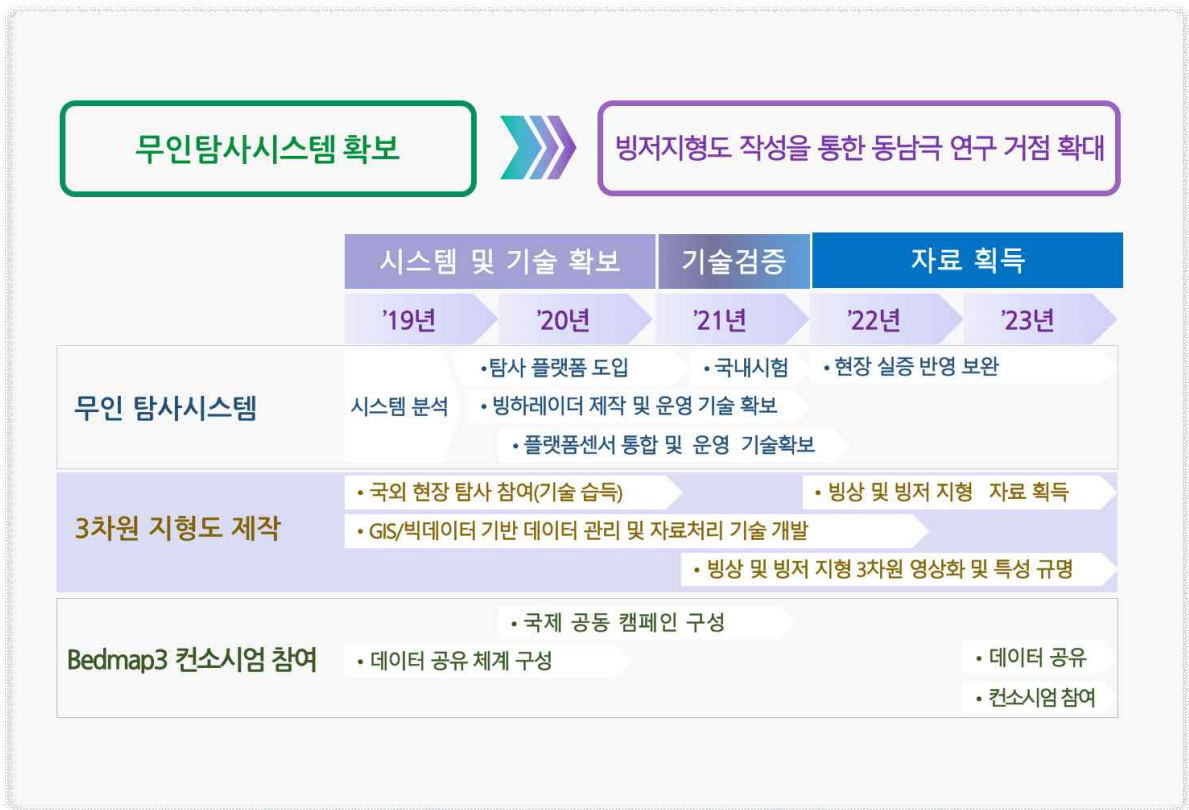 무인탐사시스템 확보
빙저지형도 작성을 통한 동남극 연구 거점 확대
시스템 및 기술 확보
기술검증
자료 획득
'19년
'20년
'21년
'22년
'23년
무인 탐사시스템
시스템 분석
•탐사 플랫폼 도입
• 국내시험
• 현장 실증 반영 보완
• 빙하레이더 제작 및 운영 기술 확보
• 플랫폼센서 통합 및 운영 기술확보
3차원 지형도 제작
• 국외 현장 탐사 참여(기술 습득)
• 빙상 및 빙저 지형 자료 획득
• GIS/빅데이터 기반 데이터 관리 및 자료처리 기술 개발
• 빙상 및 빙저 지형 3차원 영상화 및 특성 규명
Bedmap3 컨소시엄 참여
• 국제 공동 캠페인 구성
• 데이터 공유 체계 구성
• 데이터 공유
• 컨소시엄 참여